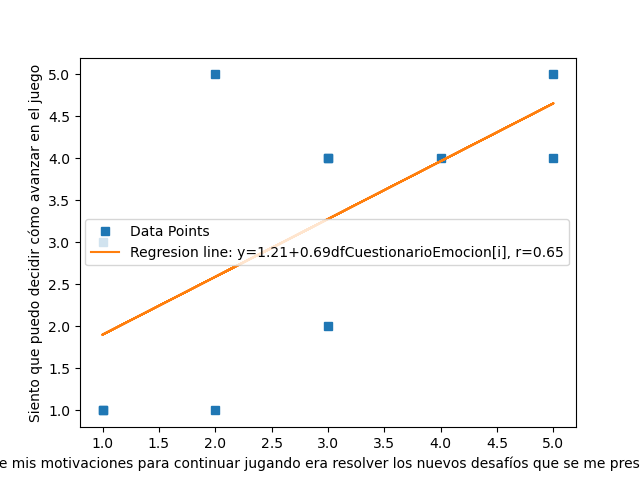 5.0
4.5
4.0
3.5
3.0
2.5
2.0
1.5
1.0
Siento que puedo decidir cómo avanzar en el juego
Data Points
Regresion line: y=1.21+0.69dfCuestionarioEmocion[i], r=0.65
1.0 1.5 2.0 2.5 3.0 3.5 4.0 4.5 5.0
e mis motivaciones para continuar jugando era resolver los nuevos desafíos que se me pres